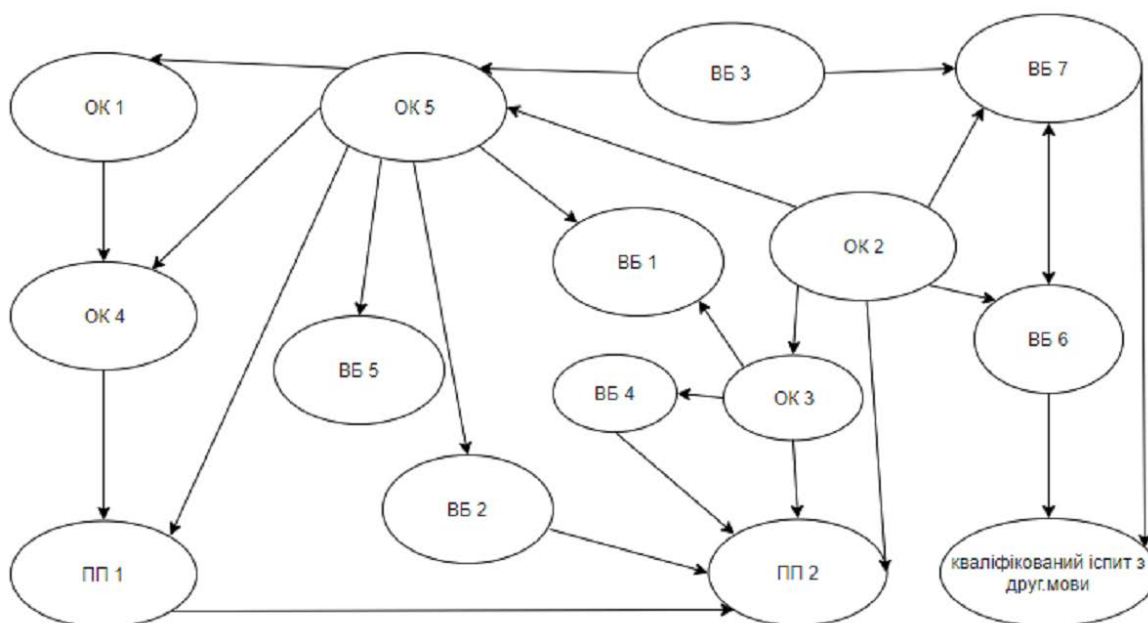 ОК 1
ОК 5
ВБ 3
ВБ 7
ВБ 1
ОК 2
ОК 4
ВБ 5
ВБ 4
ОК 3
ВБ 6
ВБ 2
ПП 1
ПП 2
кваліфікований іспит з
друг.мови